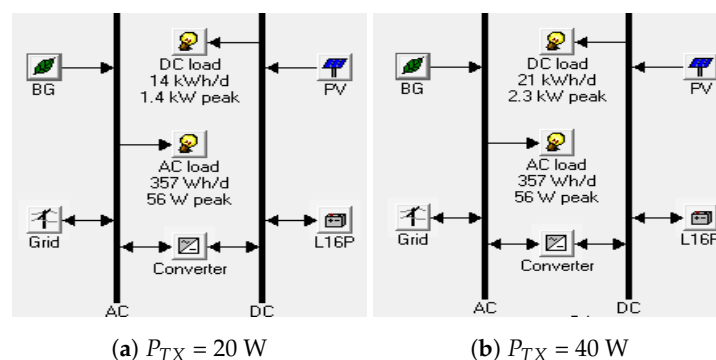 DC load
14 kWh/d
1.4 kW peak
BG
PV
AC load
357 Wh/d
56 W peak
Grid
L16P
Converter
AC
DC
(a) P_TX = 20 W
DC load
21 kWh/d
2.3 kW peak
BG
PV
AC load
357 Wh/d
56 W peak
Grid
L16P
Converter
AC
DC
(b) P_TX = 40 W